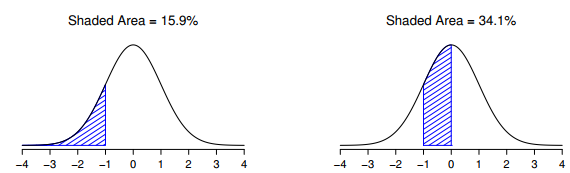 Shaded Area = 15.9%
Shaded Area = 34.1%
−4 −3 −2 −1 0 1 2 3 4
−4 −3 −2 −1 0 1 2 3 4